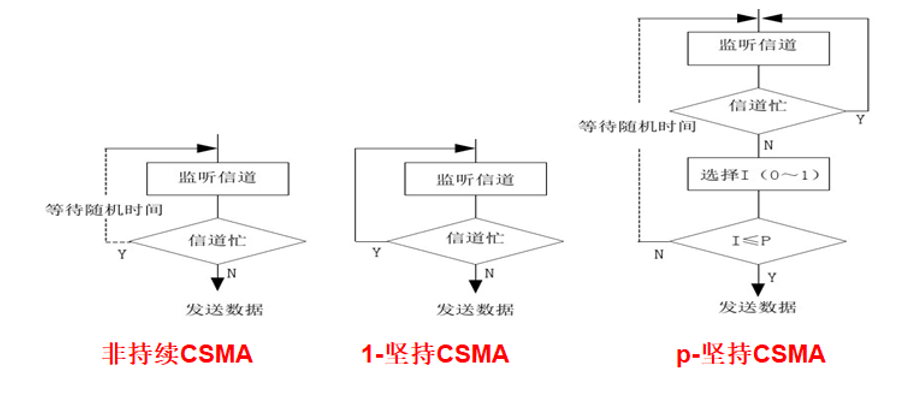 监听信道
等待随机时间
信道忙
Y
N
发送数据
非持续CSMA
监听信道
信道忙
Y
N
发送数据
1-坚持CSMA
监听信道
信道忙
Y
等待随机时间
N
选择I（0～1）
I≤P
N
Y
发送数据
p-坚持CSMA